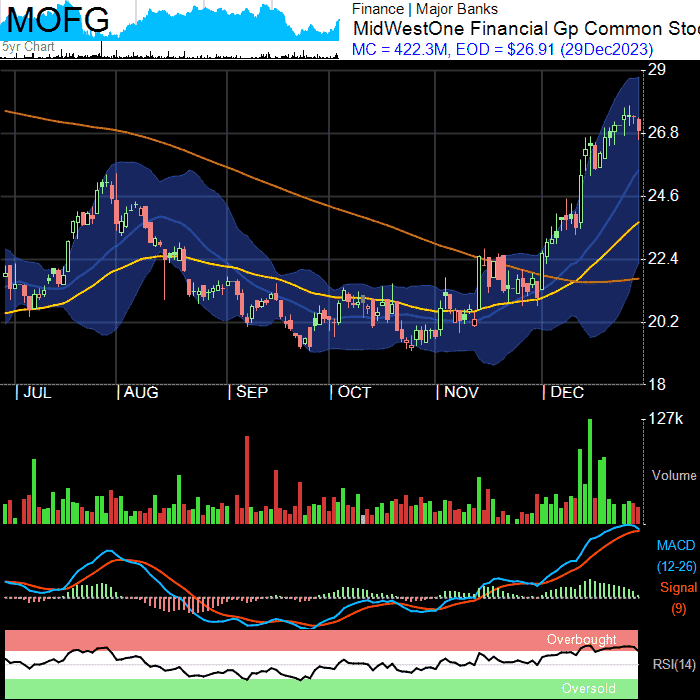 MOFG
5yr Chart
Finance | Major Banks
MidWestOne Financial Gp Common Stoc
MC = 422.3M, EOD = $26.91 (29Dec2023)
29
26.8
24.6
22.4
20.2
18
JUL AUG SEP OCT NOV DEC
127k
Volume
MACD
(12-26)
Signal
(9)
Overbought
RSI(14)
Oversold